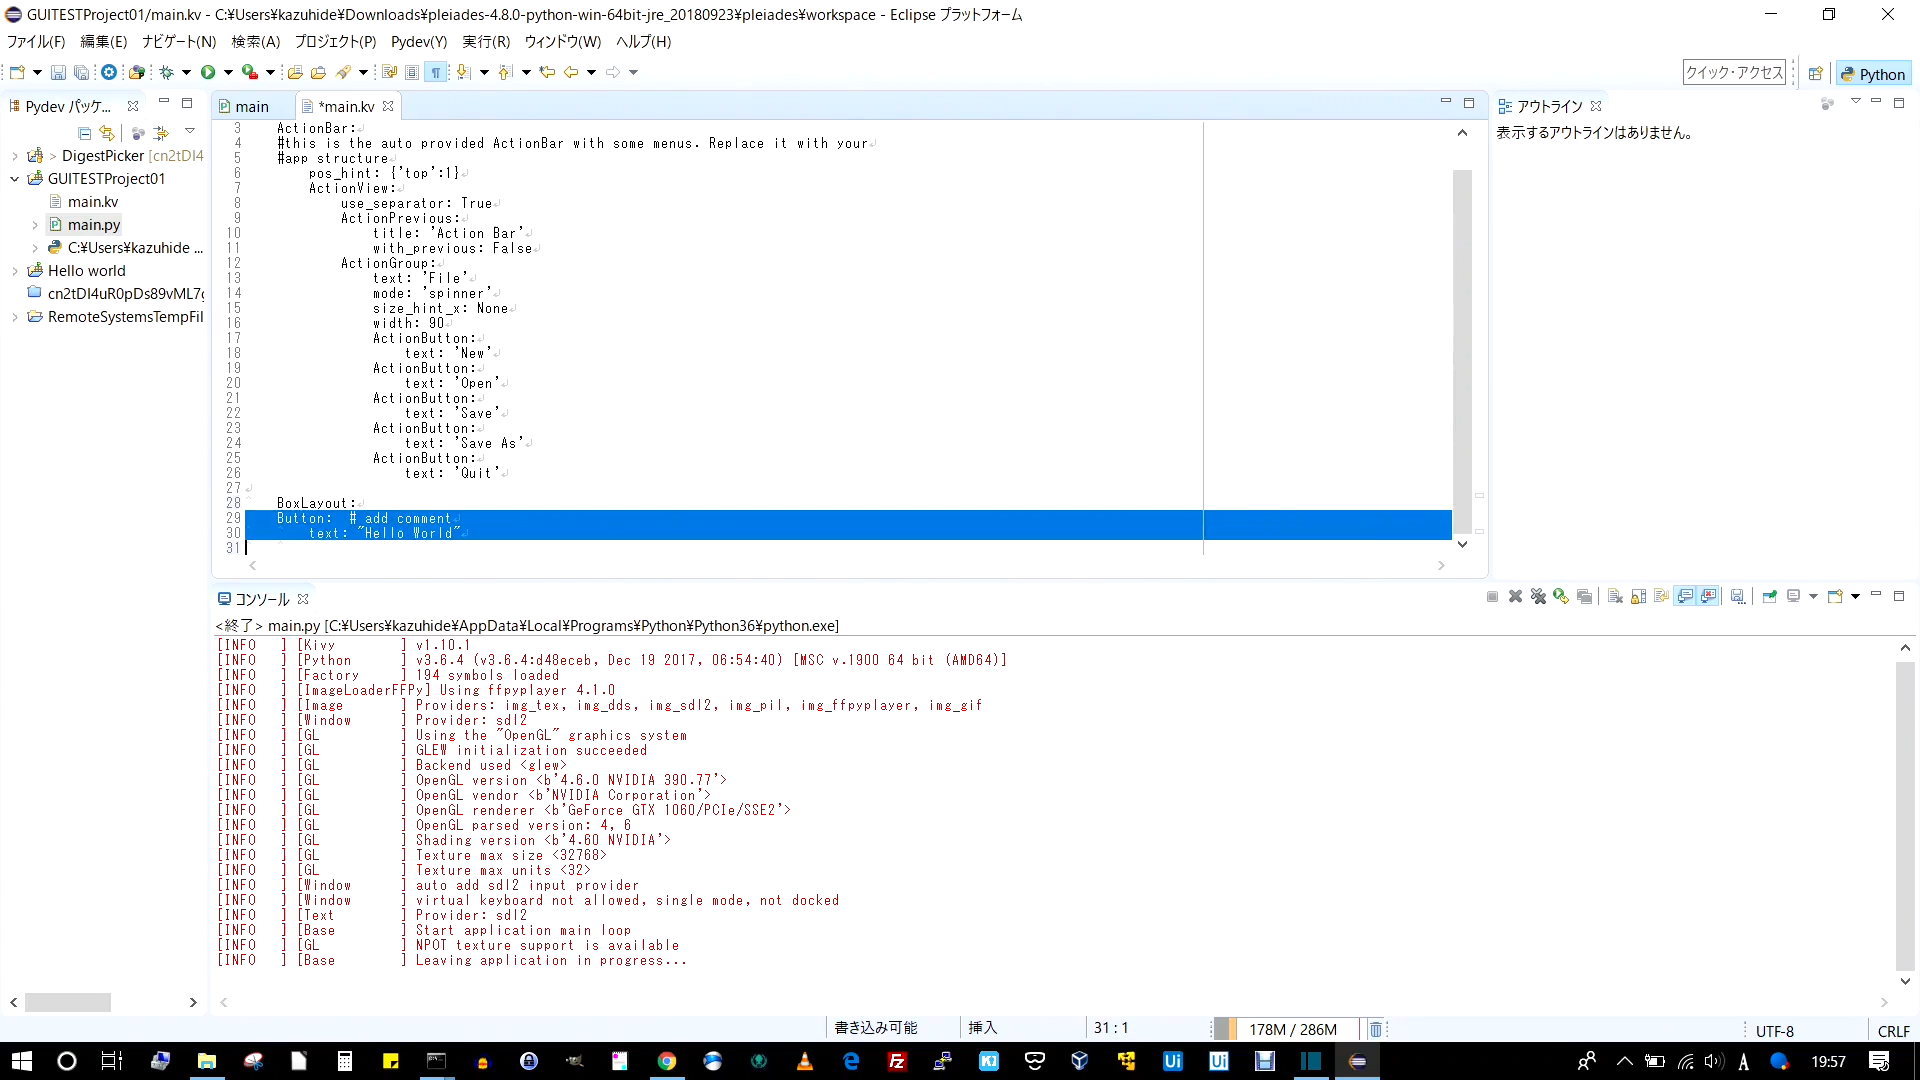 GUITESTProject01/main.kv - C:¥Users¥kazuhide¥Downloads¥pleiades-4.8.0-python-win-64bit-jre_20180923¥pleiades¥workspace - Eclipse プラットフォーム
ファイル(F) 編集(E) ナビゲート(N) 検索(A) プロジェクト(P) Pydev(Y) 実行(R) ウィンドウ(W) ヘルプ(H)
クイック・アクセス
Python
Pydev パッケ...
> DigestPicker [cn2tDI4
GUITESTProject01
main.kv
main.py
C:¥Users¥kazuhide ...
Hello world
cn2tDI4uR0pDs89vML7g
RemoteSystemsTempFil
main
*main.kv
3 ActionBar:
4 #this is the auto provided ActionBar with some menus. Replace it with your
5 #app structure
6 pos_hint: {'top':1}
7 ActionView:
8 use_separator: True
9 ActionPrevious:
10 title: 'Action Bar'
11 with_previous: False
12 ActionGroup:
13 text: 'File'
14 mode: 'spinner'
15 size_hint_x: None
16 width: 90
17 ActionButton:
18 text: 'New'
19 ActionButton:
20 text: 'Open'
21 ActionButton:
22 text: 'Save'
23 ActionButton:
24 text: 'Save As'
25 ActionButton:
26 text: 'Quit'
27
28 BoxLayout:
29 Button:  # add comment
30 text: "Hello World"
31
アウトライン
表示するアウトラインはありません。
コンソール
<終了> main.py [C:¥Users¥kazuhide¥AppData¥Local¥Programs¥Python¥Python36¥python.exe]
[INFO   ] [Kivy        ] v1.10.1
[INFO   ] [Python      ] v3.6.4 (v3.6.4:d48eceb, Dec 19 2017, 06:54:40) [MSC v.1900 64 bit (AMD64)]
[INFO   ] [Factory     ] 194 symbols loaded
[INFO   ] [ImageLoaderFFPy] Using ffpyplayer 4.1.0
[INFO   ] [Image       ] Providers: img_tex, img_dds, img_sdl2, img_pil, img_ffpyplayer, img_gif
[INFO   ] [Window      ] Provider: sdl2
[INFO   ] [GL          ] Using the "OpenGL" graphics system
[INFO   ] [GL          ] GLEW initialization succeeded
[INFO   ] [GL          ] Backend used <glew>
[INFO   ] [GL          ] OpenGL version <b'4.6.0 NVIDIA 390.77'>
[INFO   ] [GL          ] OpenGL vendor <b'NVIDIA Corporation'>
[INFO   ] [GL          ] OpenGL renderer <b'GeForce GTX 1060/PCIe/SSE2'>
[INFO   ] [GL          ] OpenGL parsed version: 4, 6
[INFO   ] [GL          ] Shading version <b'4.60 NVIDIA'>
[INFO   ] [GL          ] Texture max size <32768>
[INFO   ] [GL          ] Texture max units <32>
[INFO   ] [Window      ] auto add sdl2 input provider
[INFO   ] [Window      ] virtual keyboard not allowed, single mode, not docked
[INFO   ] [Text        ] Provider: sdl2
[INFO   ] [Base        ] Start application main loop
[INFO   ] [GL          ] NPOT texture support is available
[INFO   ] [Base        ] Leaving application in progress...
書き込み可能 挿入 31 : 1 178M / 286M UTF-8 CRLF
A 19:57